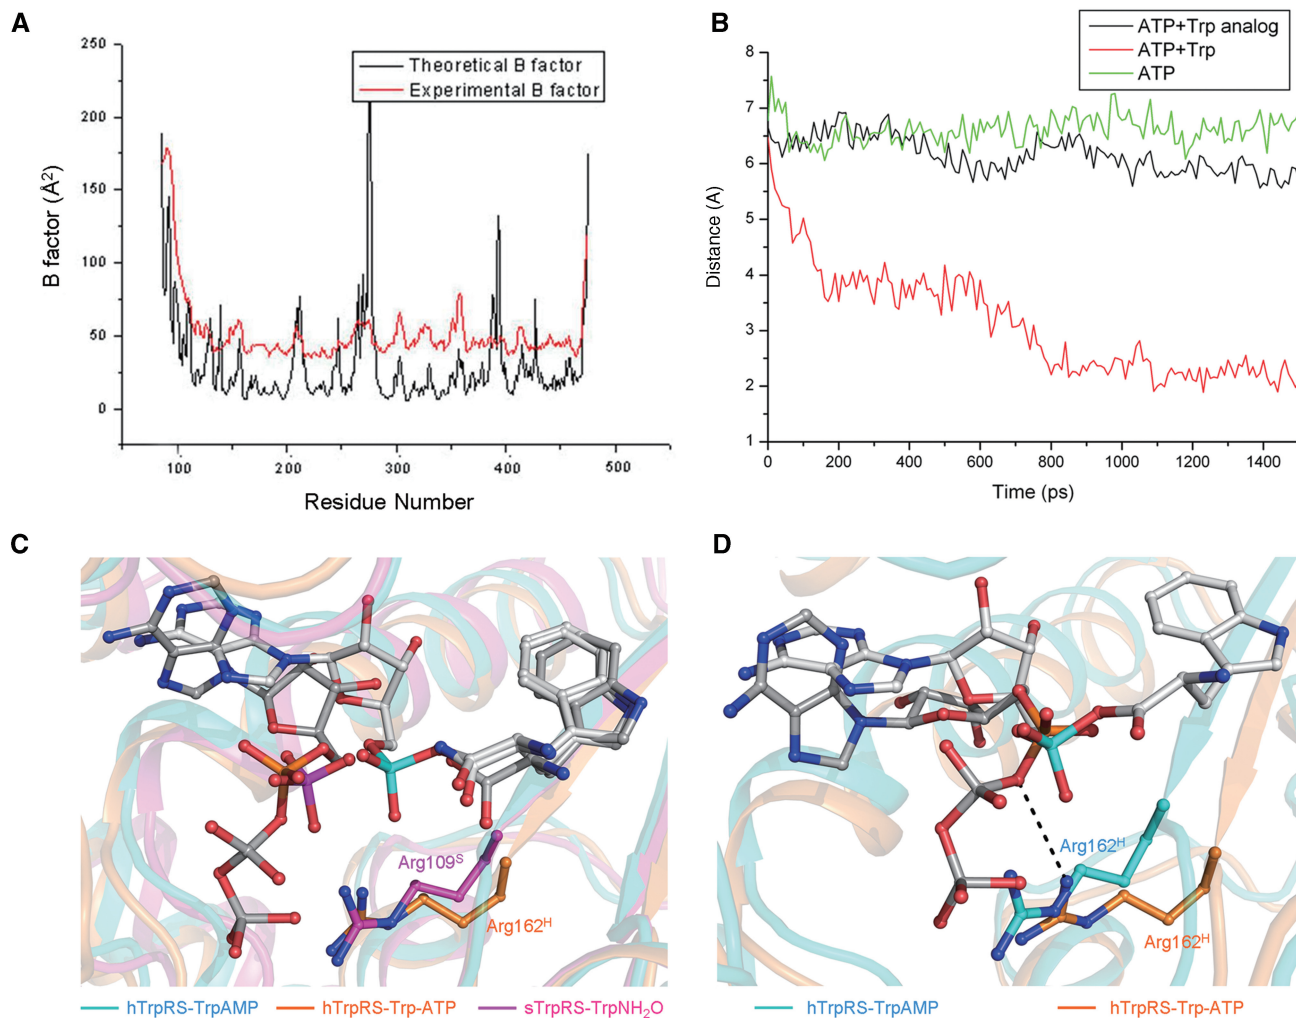 A
250
200
150
100
50
0
B factor (Å²)
Theoretical B factor
Experimental B factor
100 200 300 400 500
Residue Number
B
ATP+Trp analog
ATP+Trp
ATP
8
7
6
5
4
3
2
1
Distance (A)
0 200 400 600 800 1000 1200 1400
Time (ps)
C
Arg109ˢ
Arg162ᴴ
hTrpRS-TrpAMP hTrpRS-Trp-ATP sTrpRS-TrpNH₂O
D
Arg162ᴴ
Arg162ᴴ
hTrpRS-TrpAMP hTrpRS-Trp-ATP